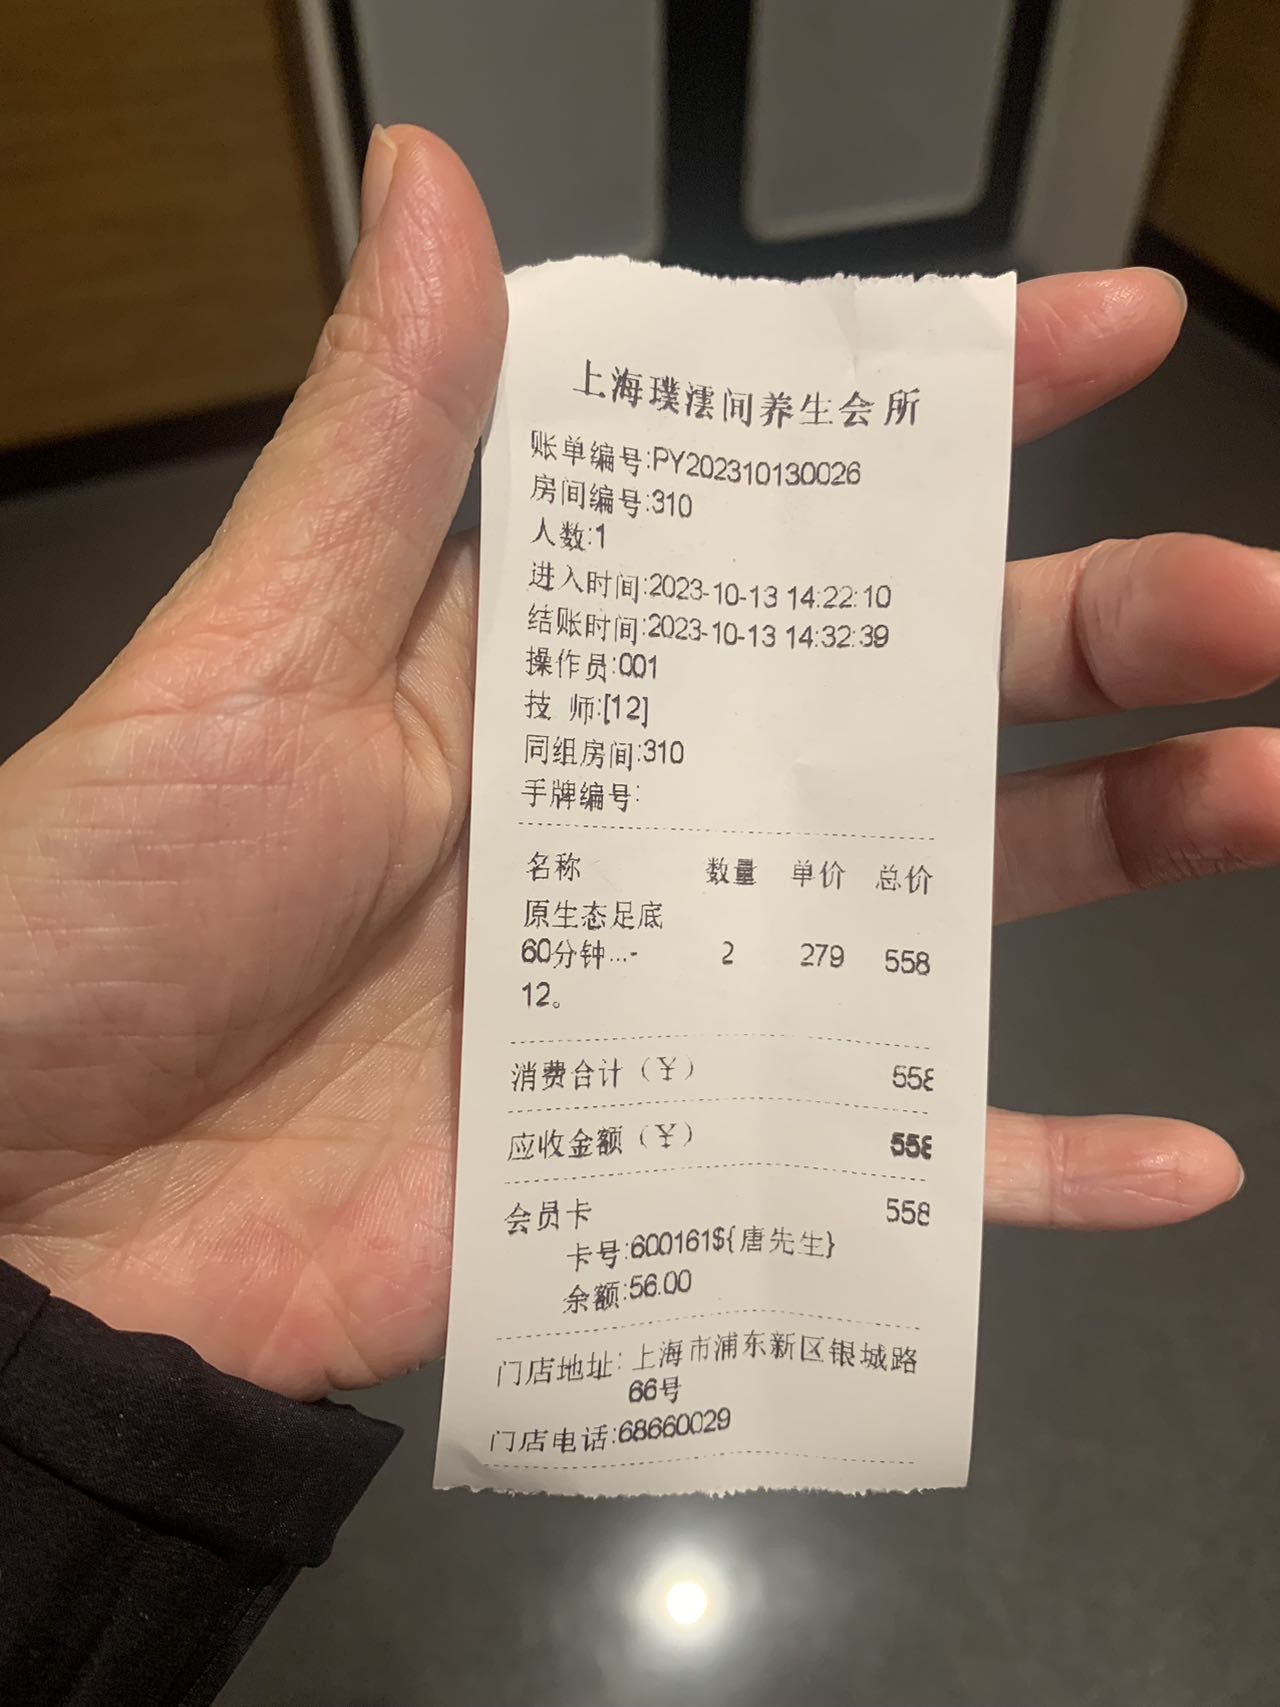 上海璞澐间养生会所
账单编号:PY202310130026
房间编号:310
人数:1
进入时间:2023-10-13 14:22:10
结账时间:2023-10-13 14:32:39
操作员:001
技 师:[12]
同组房间:310
手牌编号:
名称 数量 单价 总价
原生态足底
60分钟...- 2 279 558
12。
消费合计（￥） 558
应收金额（￥） 558
会员卡 558
卡号:600161${唐先生}
余额:56.00
门店地址:上海市浦东新区银城路
66号
门店电话:68660029